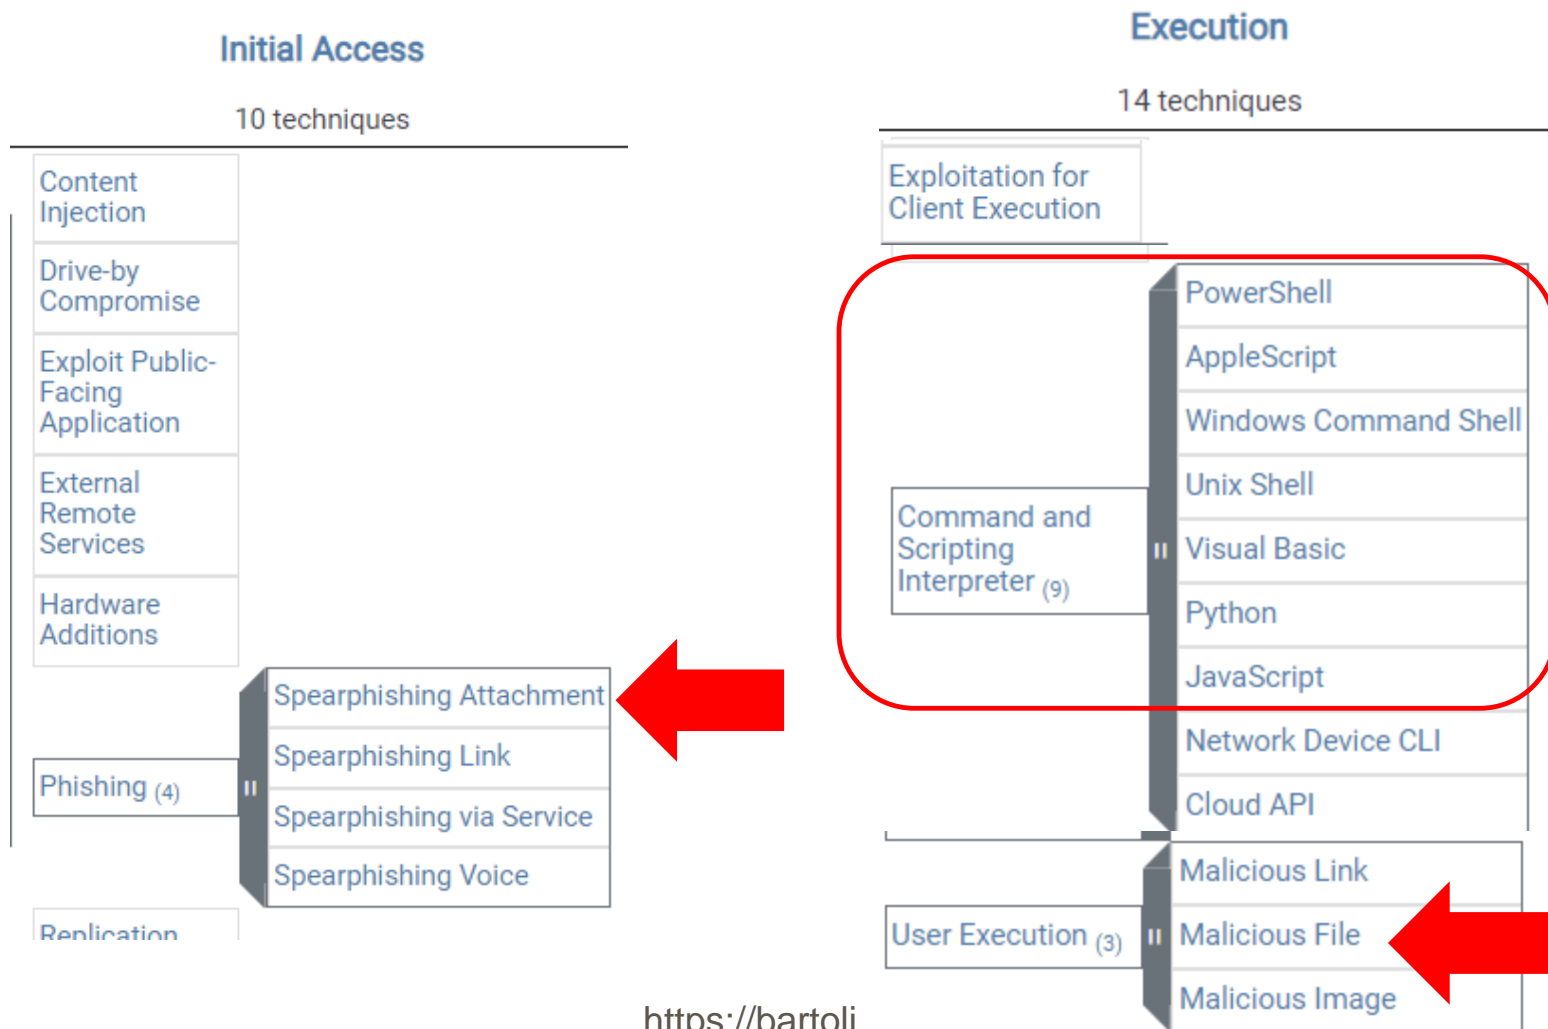 Initial Access
10 techniques
Content
Injection
Drive-by
Compromise
Exploit Public-
Facing
Application
External
Remote
Services
Hardware
Additions
Phishing (4)
Spearphishing Attachment
Spearphishing Link
Spearphishing via Service
Spearphishing Voice
Replication
Execution
14 techniques
Exploitation for
Client Execution
Command and
Scripting
Interpreter (9)
PowerShell
AppleScript
Windows Command Shell
Unix Shell
Visual Basic
Python
JavaScript
Network Device CLI
Cloud API
User Execution (3)
Malicious Link
Malicious File
Malicious Image
https://bartoli